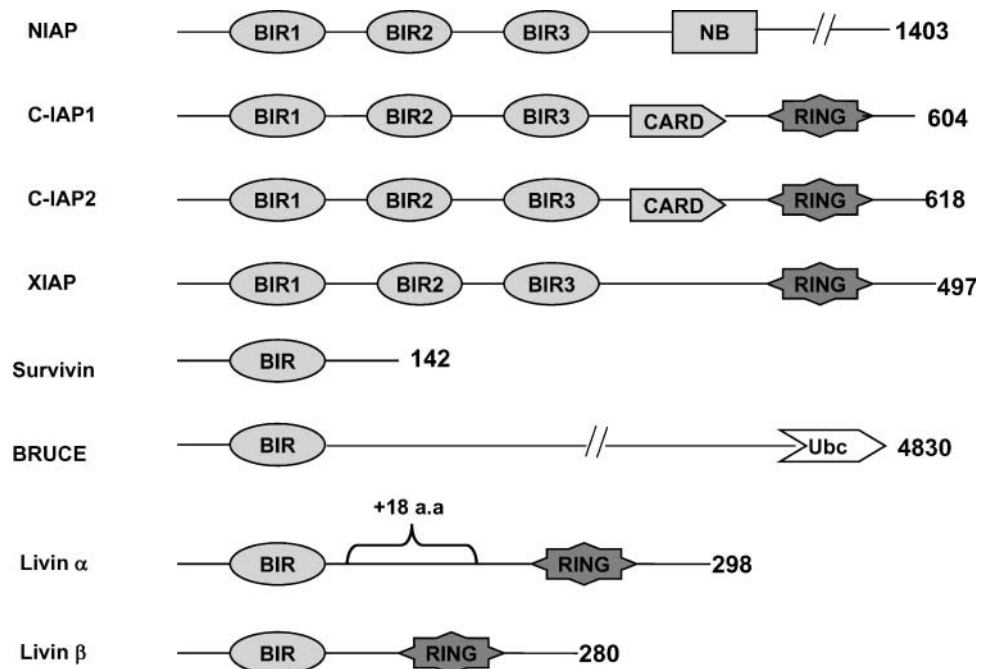 NIAP BIR1 BIR2 BIR3 NB 1403
C-IAP1 BIR1 BIR2 BIR3 CARD RING 604
C-IAP2 BIR1 BIR2 BIR3 CARD RING 618
XIAP BIR1 BIR2 BIR3 RING 497
Survivin BIR 142
BRUCE BIR Ubc 4830
+18 a.a
Livin α BIR RING 298
Livin β BIR RING 280